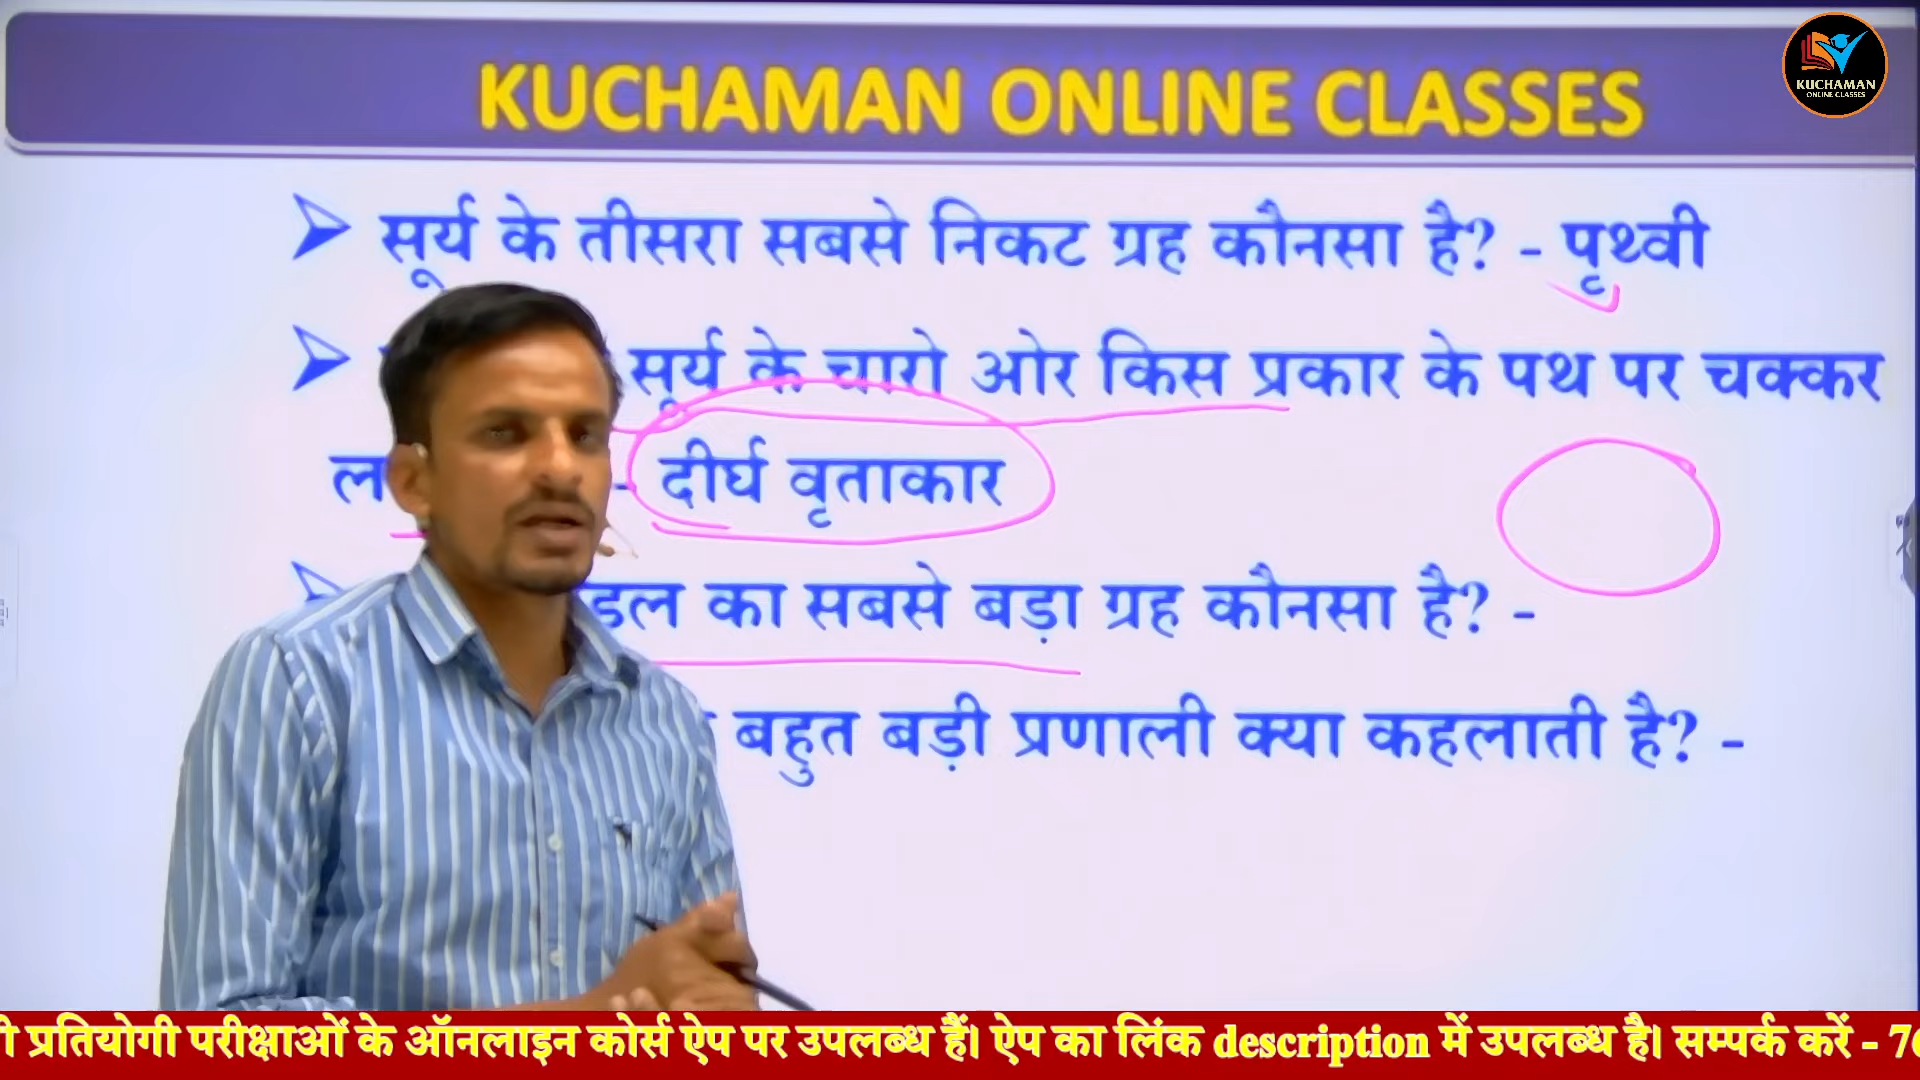 KUCHAMAN ONLINE CLASSES
KUCHAMAN
ONLINE CLASSES
सूर्य के तीसरा सबसे निकट ग्रह कौनसा है? - पृथ्वी
सूर्य के चारो ओर किस प्रकार के पथ पर चक्कर
- दीर्घ वृताकार
का सबसे बड़ा ग्रह कौनसा है? -
बहुत बड़ी प्रणाली क्या कहलाती है? -
प्रतियोगी परीक्षाओं के ऑनलाइन कोर्स ऐप पर उपलब्ध हैं। ऐप का लिंक description में उपलब्ध है। सम्पर्क करें -